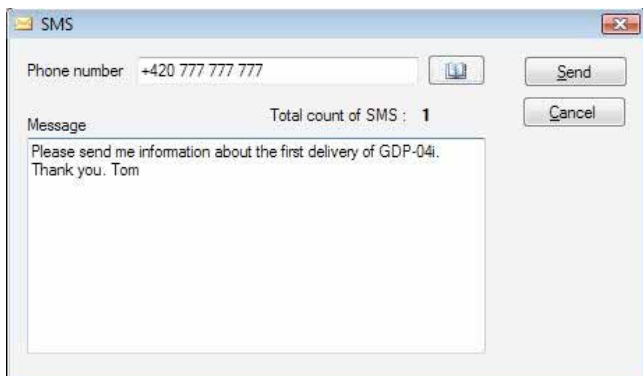 SMS
Phone number +420 777 777 777
Send
Total count of SMS : 1
Cancel
Message
Please send me information about the first delivery of GDP-04i.
Thank you. Tom